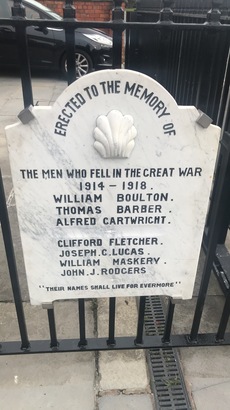 ERECTED TO THE MEMORY OF
THE MEN WHO FELL IN THE GREAT WAR
1914-1918.
WILLIAM BOULTON.
THOMAS BARBER.
ALFRED CARTWRIGHT.
CLIFFORD FLETCHER.
JOSEPH.C.LUCAS.
WILLIAM MASKERY.
JOHN.J.RODGERS
"THEIR NAMES SHALL LIVE FOR EVERMORE"